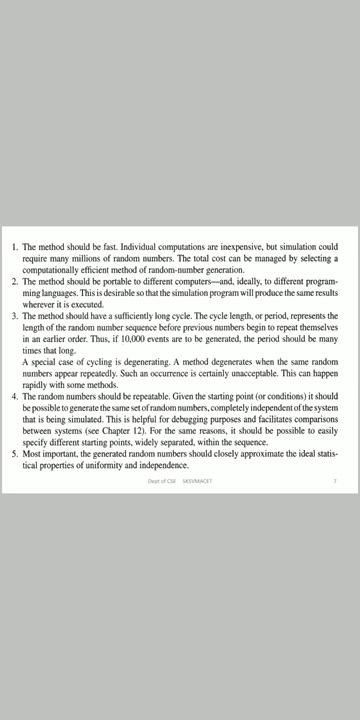 1. The method should be fast. Individual computations are inexpensive, but simulation could
require many millions of random numbers. The total cost can be managed by selecting a
computationally efficient method of random-number generation.
2. The method should be portable to different computers—and, ideally, to different program-
ming languages. This is desirable so that the simulation program will produce the same results
wherever it is executed.
3. The method should have a sufficiently long cycle. The cycle length, or period, represents the
length of the random number sequence before previous numbers begin to repeat themselves
in an earlier order. Thus, if 10,000 events are to be generated, the period should be many
times that long.
A special case of cycling is degenerating. A method degenerates when the same random
numbers appear repeatedly. Such an occurrence is certainly unacceptable. This can happen
rapidly with some methods.
4. The random numbers should be repeatable. Given the starting point (or conditions) it should
be possible to generate the same set of random numbers, completely independent of the system
that is being simulated. This is helpful for debugging purposes and facilitates comparisons
between systems (see Chapter 12). For the same reasons, it should be possible to easily
specify different starting points, widely separated, within the sequence.
5. Most important, the generated random numbers should closely approximate the ideal statis-
tical properties of uniformity and independence.
Dept of CSE SKSVMACET 7